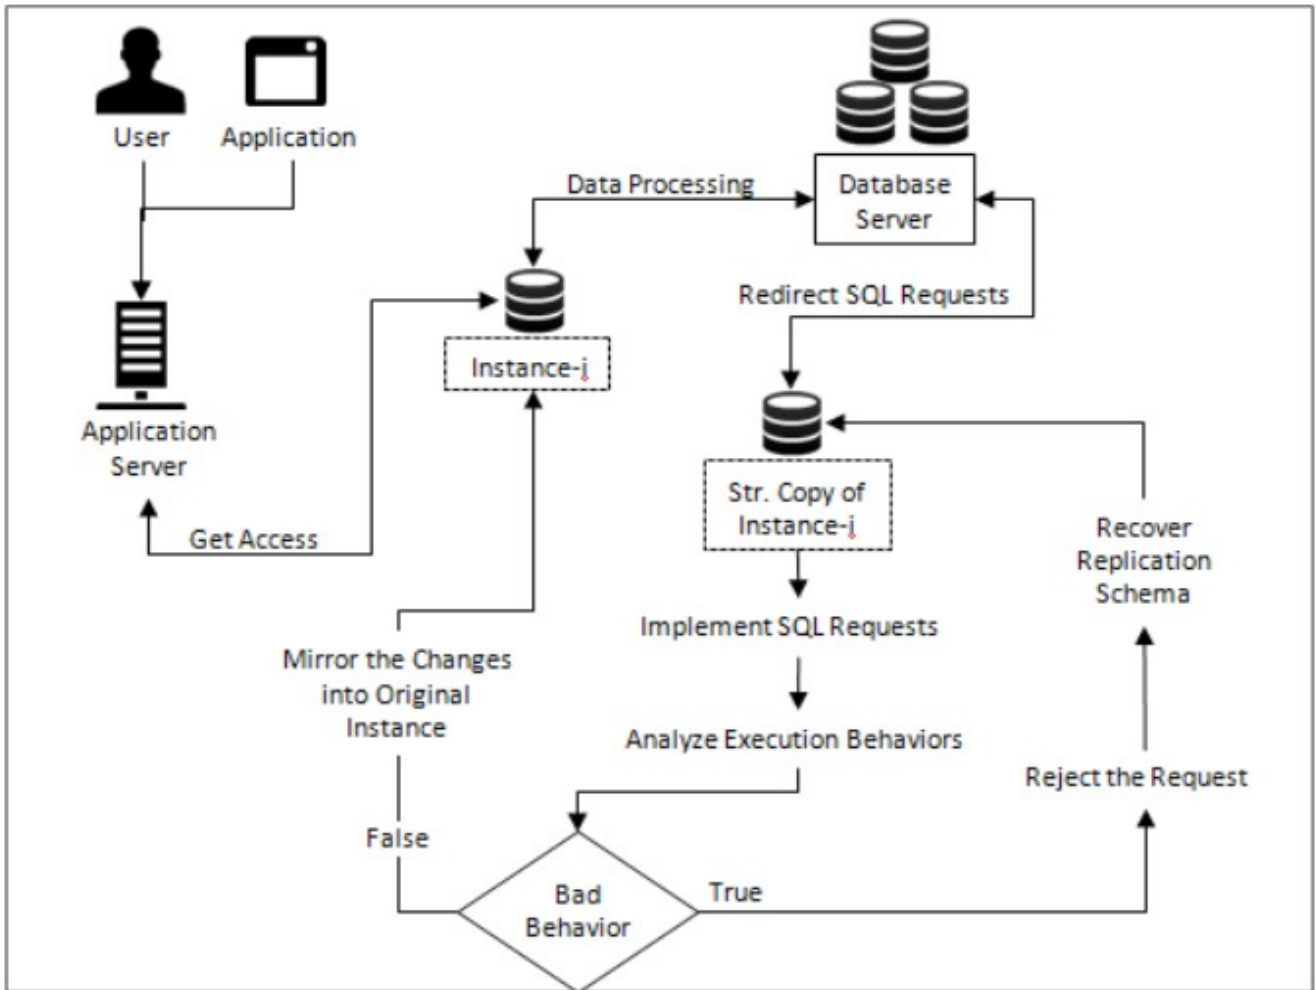 User
Application
Data Processing
Database
Server
Redirect SQL Requests
Instance-i
Application
Server
Str. Copy of
Instance-i
Get Access
Recover
Replication
Schema
Implement SQL Requests
Mirror the Changes
into Original
Instance
Analyze Execution Behaviors
Reject the Request
False
True
Bad
Behavior